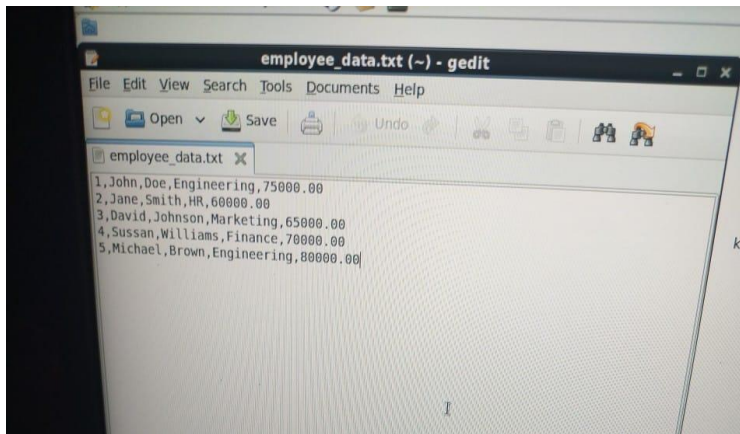 employee_data.txt (~) - gedit
File Edit View Search Tools Documents Help
Open Save Undo
employee_data.txt
1,John,Doe,Engineering,75000.00
2,Jane,Smith,HR,60000.00
3,David,Johnson,Marketing,65000.00
4,Sussan,Williams,Finance,70000.00
5,Michael,Brown,Engineering,80000.00